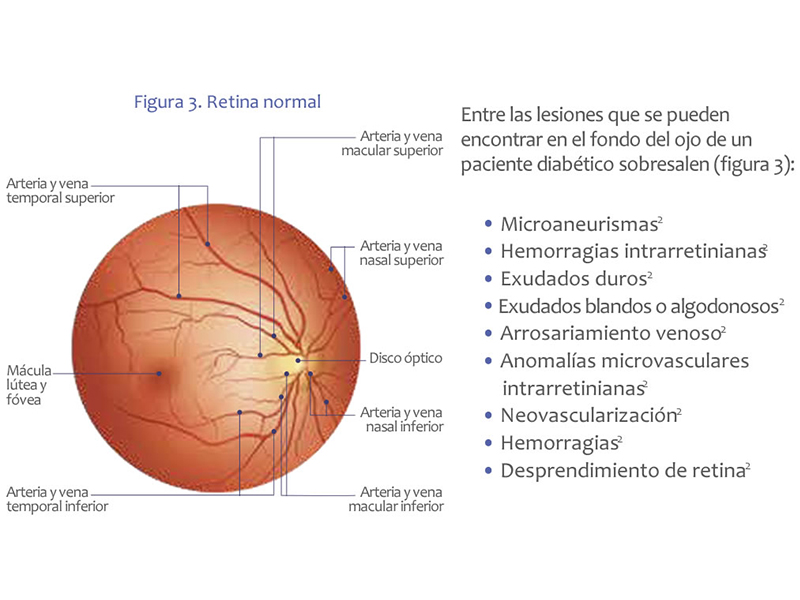 Figura 3. Retina normal
Arteria y vena
macular superior
Arteria y vena
temporal superior
Arteria y vena
nasal superior
Disco óptico
Mácula
lútea y
fóvea
Arteria y vena
nasal inferior
Arteria y vena
temporal inferior
Arteria y vena
macular inferior
Entre las lesiones que se pueden
encontrar en el fondo del ojo de un
paciente diabético sobresalen (figura 3):
• Microaneurismas²
• Hemorragias intrarretinianas²
• Exudados duros²
• Exudados blandos o algodonosos²
• Arrosariamiento venoso²
• Anomalías microvasculares
intrarretinianas²
• Neovascularización²
• Hemorragias²
• Desprendimiento de retina²